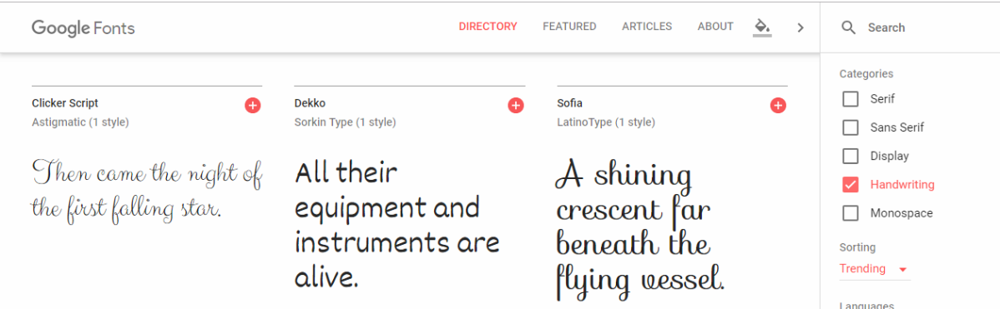 Google Fonts
DIRECTORY FEATURED ARTICLES ABOUT
Search
Clicker Script
Astigmatic (1 style)
Then came the night of
the first falling star.
Dekko
Sorkin Type (1 style)
All their
equipment and
instruments are
alive.
Sofia
LatinoType (1 style)
A shining
crescent far
beneath the
flying vessel.
Categories
Serif
Sans Serif
Display
Handwriting
Monospace
Sorting
Trending
Languages